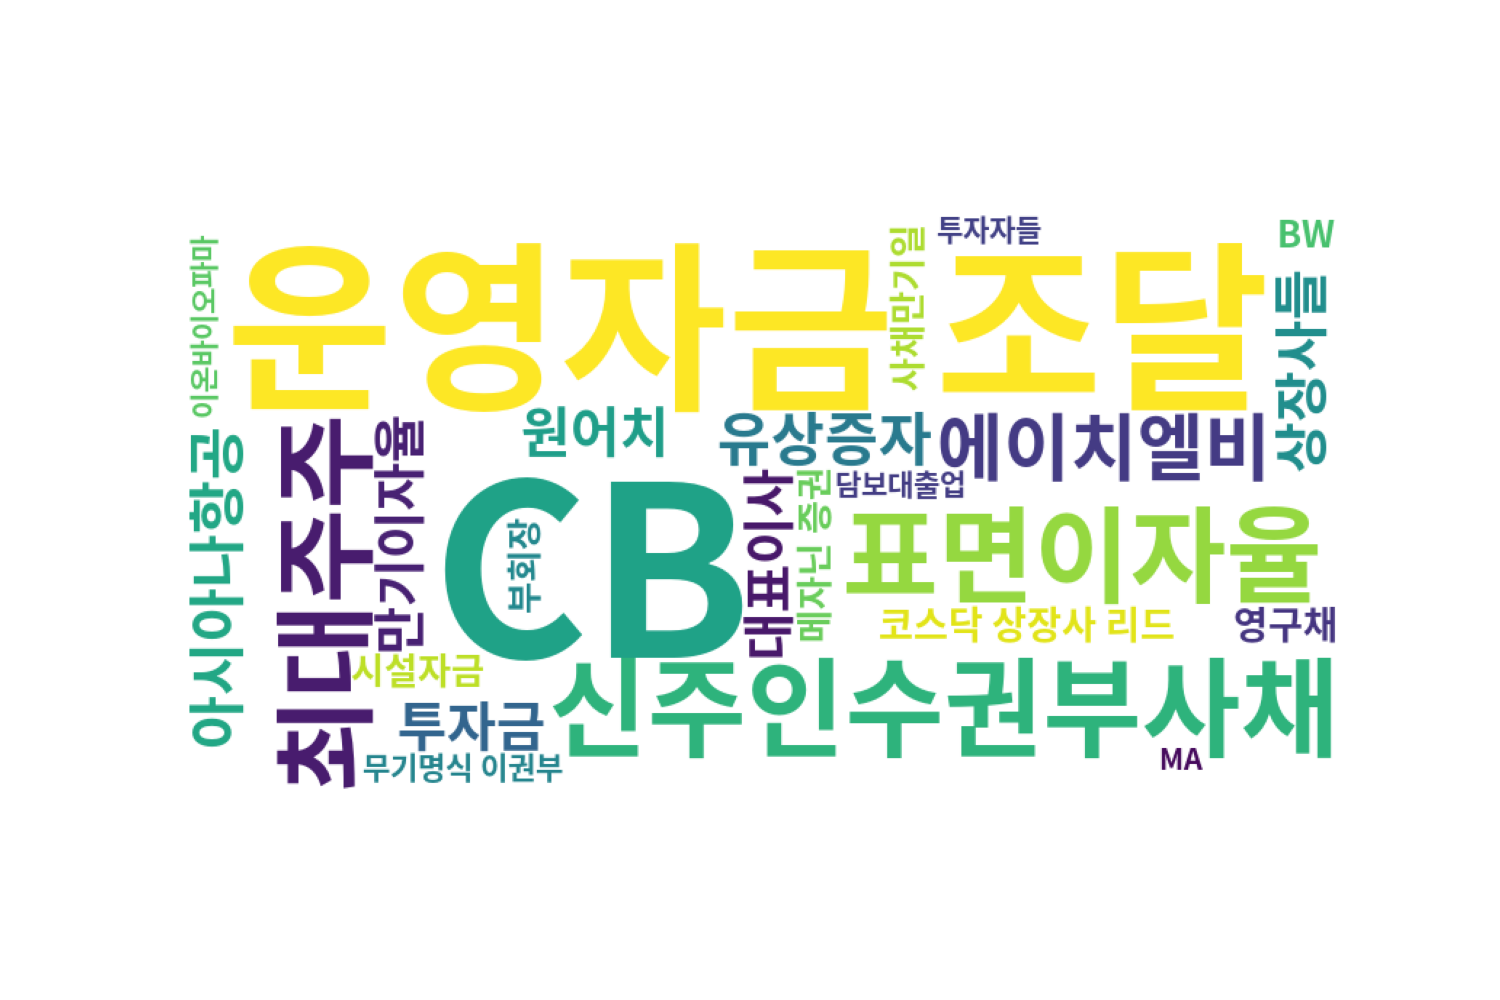 운영자금 조달
CB
신주인수권부사채
표면이자율
최대주주
에이치엘비
유상증자
원어치
아시아나항공
만기이자율
대표이사
상장사들
투자금
이온바이오파마
사채만기일
투자자들
BW
담보대출업
메자닌 증권
부회장
코스닥 상장사 리드
영구채
시설자금
무기명식 이권부
MA